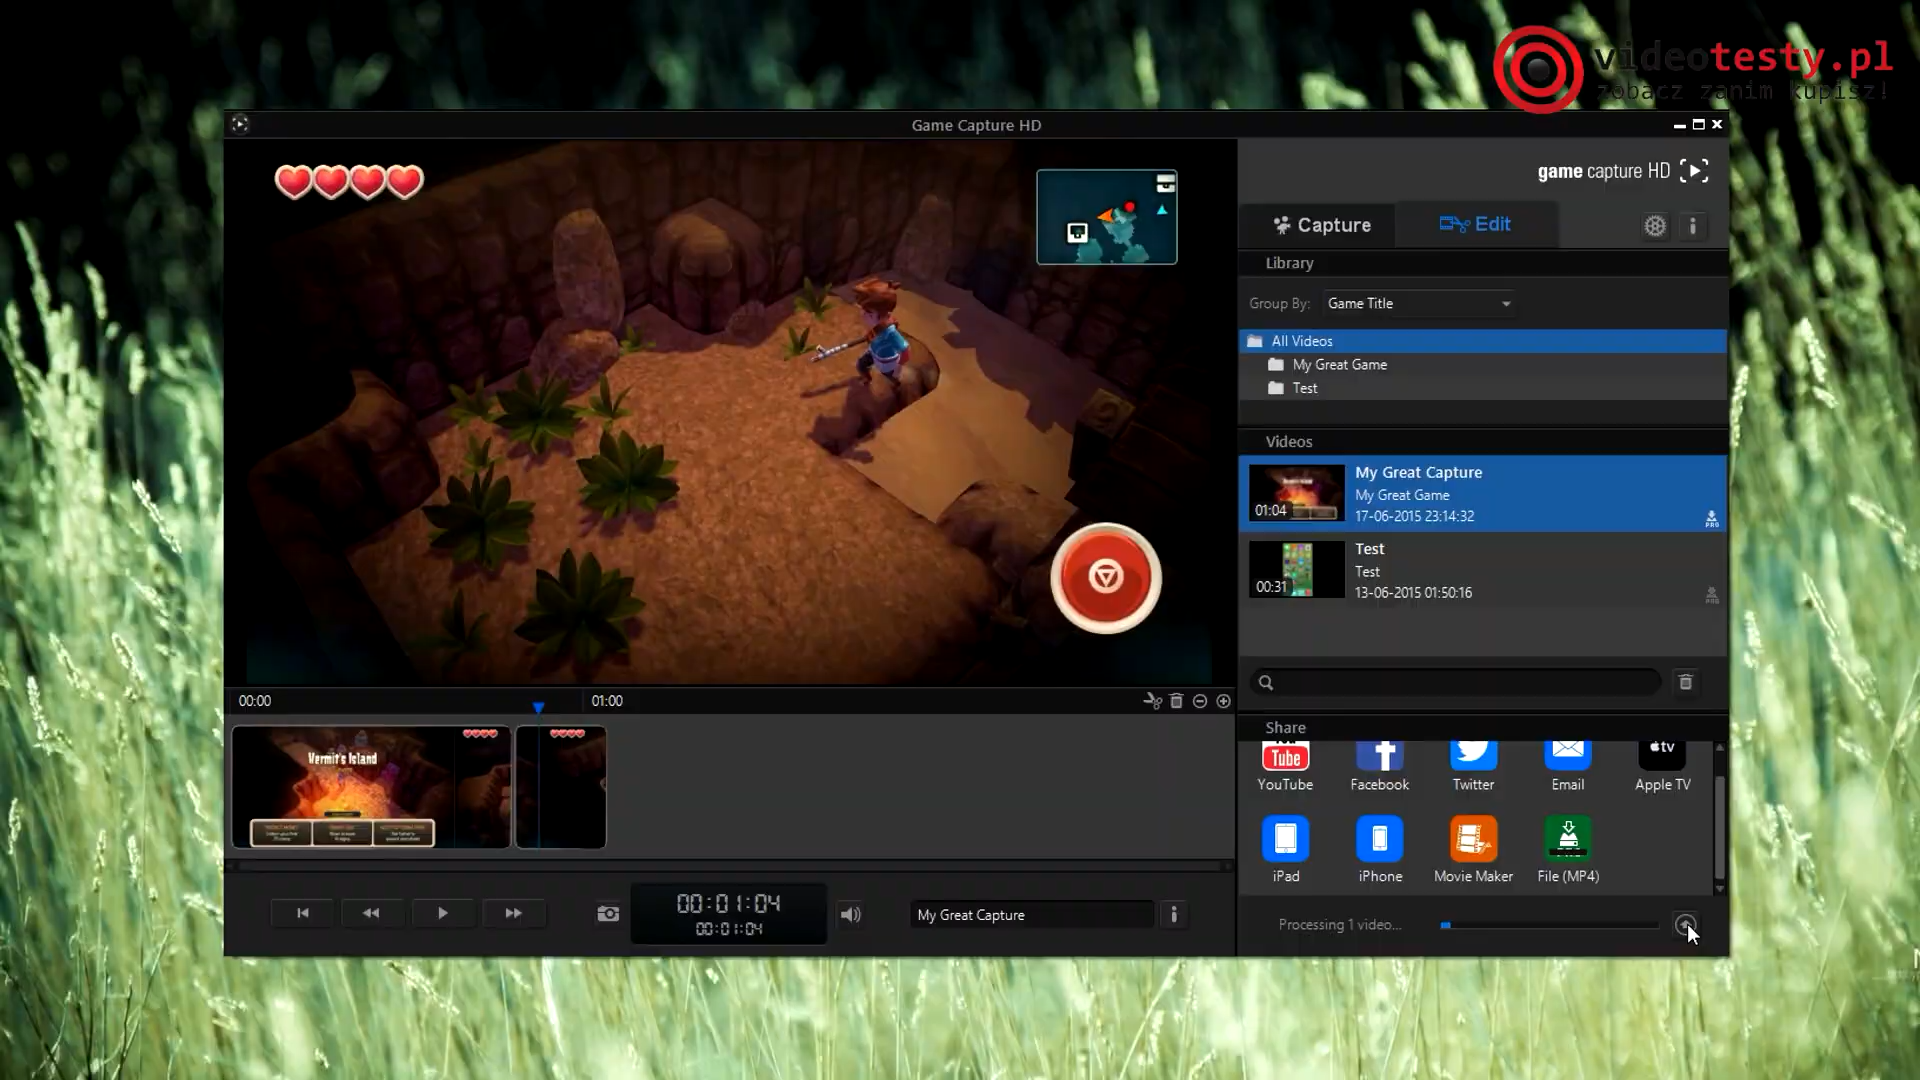 videotesty.pl
zobacz zanim kupisz!
Game Capture HD
game capture HD
Capture
Edit
Library
Group By:
Game Title
All Videos
My Great Game
Test
Videos
My Great Capture
My Great Game
17-06-2015 23:14:32
01:04
Test
Test
13-06-2015 01:50:16
00:31
00:00
01:00
Vermit's Island
Share
You
Tube
tv
YouTube
Facebook
Twitter
Email
Apple TV
iPad
iPhone
Movie Maker
File (MP4)
00:01:04
00:01:04
My Great Capture
Processing 1 video...